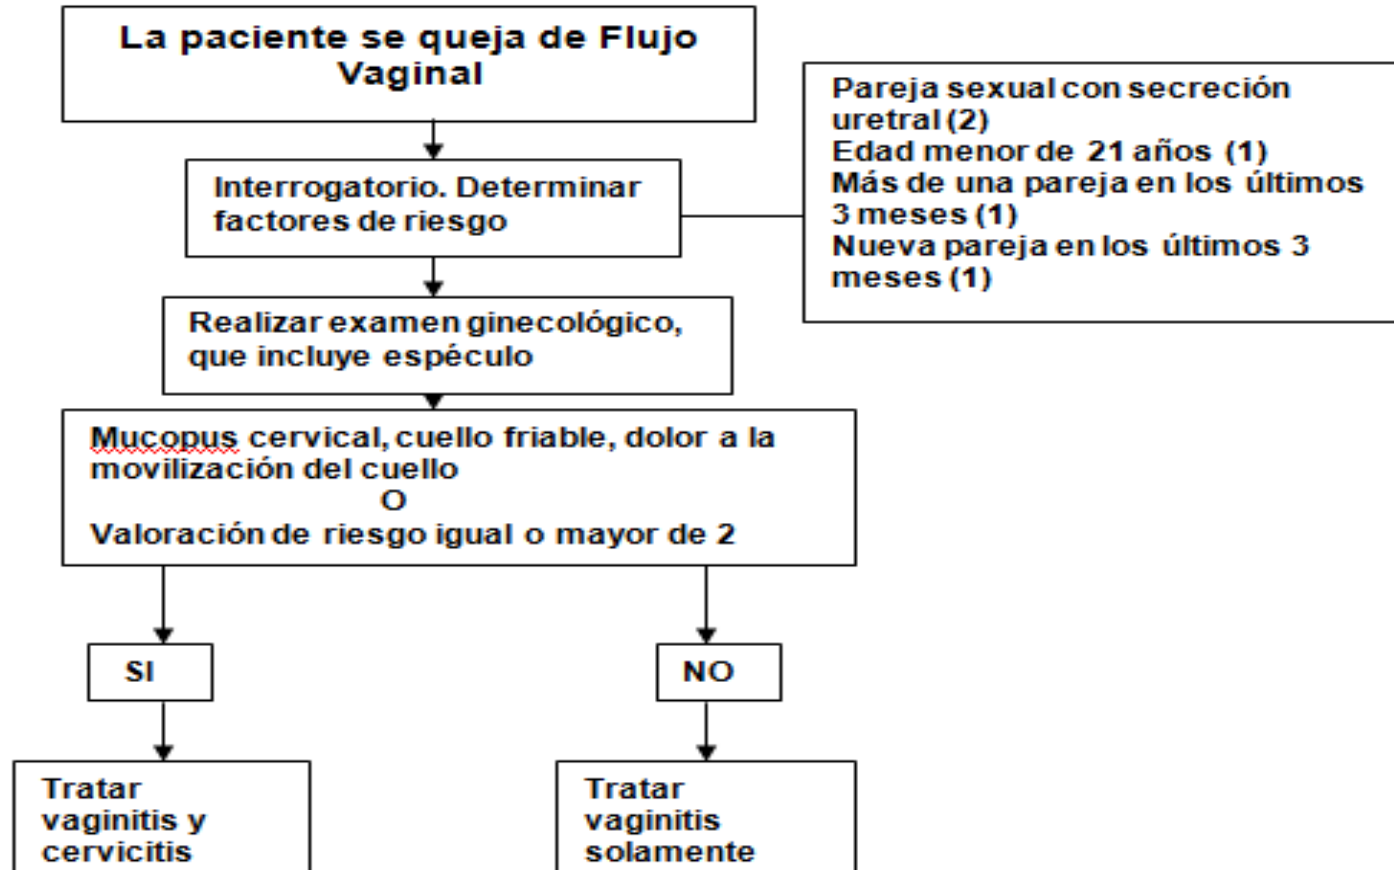 La paciente se queja de Flujo
Vaginal
Pareja sexual con secreción
uretral (2)
Edad menor de 21 años (1)
Más de una pareja en los últimos
3 meses (1)
Nueva pareja en los últimos 3
meses (1)
Interrogatorio. Determinar
factores de riesgo
Realizar examen ginecológico,
que incluye espéculo
Mucopus cervical, cuello friable, dolor a la
movilización del cuello
O
Valoración de riesgo igual o mayor de 2
SI
NO
Tratar
vaginitis y
cervicitis
Tratar
vaginitis
solamente